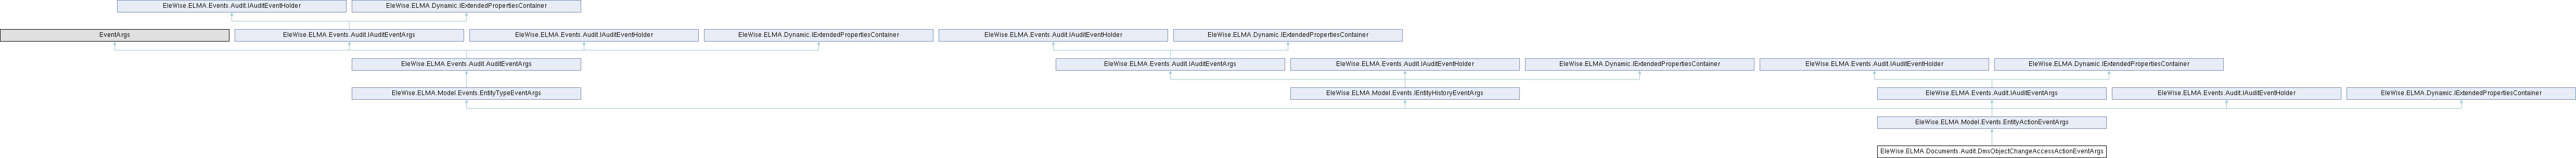 EleWise.ELMA.Events.Audit.IAuditEventHolder
EleWise.ELMA.Dynamic.IExtendedPropertiesContainer
EventArgs
EleWise.ELMA.Events.Audit.IAuditEventArgs
EleWise.ELMA.Events.Audit.IAuditEventHolder
EleWise.ELMA.Dynamic.IExtendedPropertiesContainer
EleWise.ELMA.Events.Audit.IAuditEventHolder
EleWise.ELMA.Dynamic.IExtendedPropertiesContainer
EleWise.ELMA.Events.Audit.AuditEventArgs
EleWise.ELMA.Events.Audit.IAuditEventArgs
EleWise.ELMA.Events.Audit.IAuditEventHolder
EleWise.ELMA.Dynamic.IExtendedPropertiesContainer
EleWise.ELMA.Events.Audit.IAuditEventHolder
EleWise.ELMA.Dynamic.IExtendedPropertiesContainer
EleWise.ELMA.Model.Events.EntityTypeEventArgs
EleWise.ELMA.Model.Events.IEntityHistoryEventArgs
EleWise.ELMA.Events.Audit.IAuditEventArgs
EleWise.ELMA.Events.Audit.IAuditEventHolder
EleWise.ELMA.Dynamic.IExtendedPropertiesContainer
EleWise.ELMA.Model.Events.EntityActionEventArgs
EleWise.ELMA.Documents.Audit.DmsObjectChangeAccessActionEventArgs